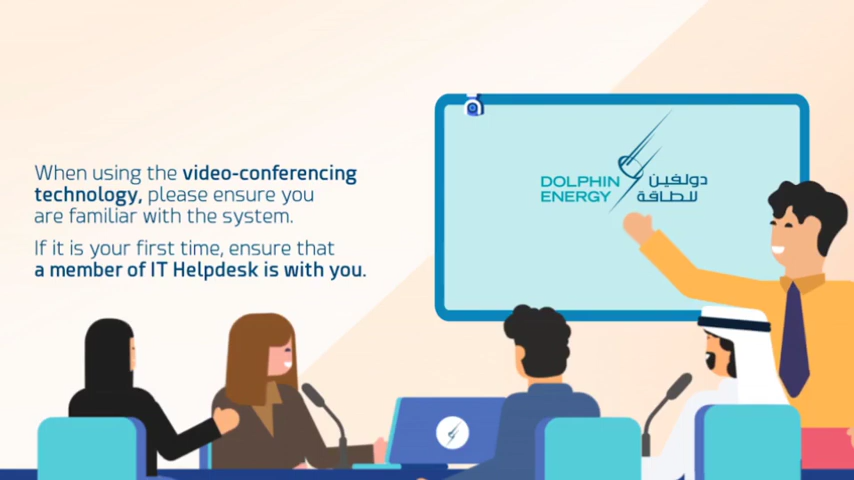 When using the video-conferencing
technology, please ensure you
are familiar with the system.
If it is your first time, ensure that
a member of IT Helpdesk is with you.
DOLPHIN دولفين
ENERGY للطاقة